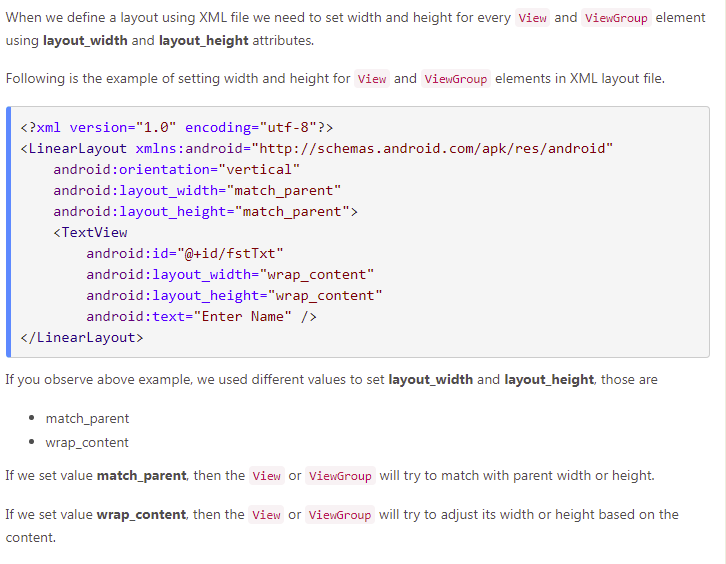 When we define a layout using XML file we need to set width and height for every View and ViewGroup element
using layout_width and layout_height attributes.
Following is the example of setting width and height for View and ViewGroup elements in XML layout file.
<?xml version="1.0" encoding="utf-8"?>
<LinearLayout xmlns:android="http://schemas.android.com/apk/res/android"
    android:orientation="vertical"
    android:layout_width="match_parent"
    android:layout_height="match_parent">
    <TextView
        android:id="@+id/fstTxt"
        android:layout_width="wrap_content"
        android:layout_height="wrap_content"
        android:text="Enter Name" />
</LinearLayout>
If you observe above example, we used different values to set layout_width and layout_height, those are
• match_parent
• wrap_content
If we set value match_parent, then the View or ViewGroup will try to match with parent width or height.
If we set value wrap_content, then the View or ViewGroup will try to adjust its width or height based on the
content.